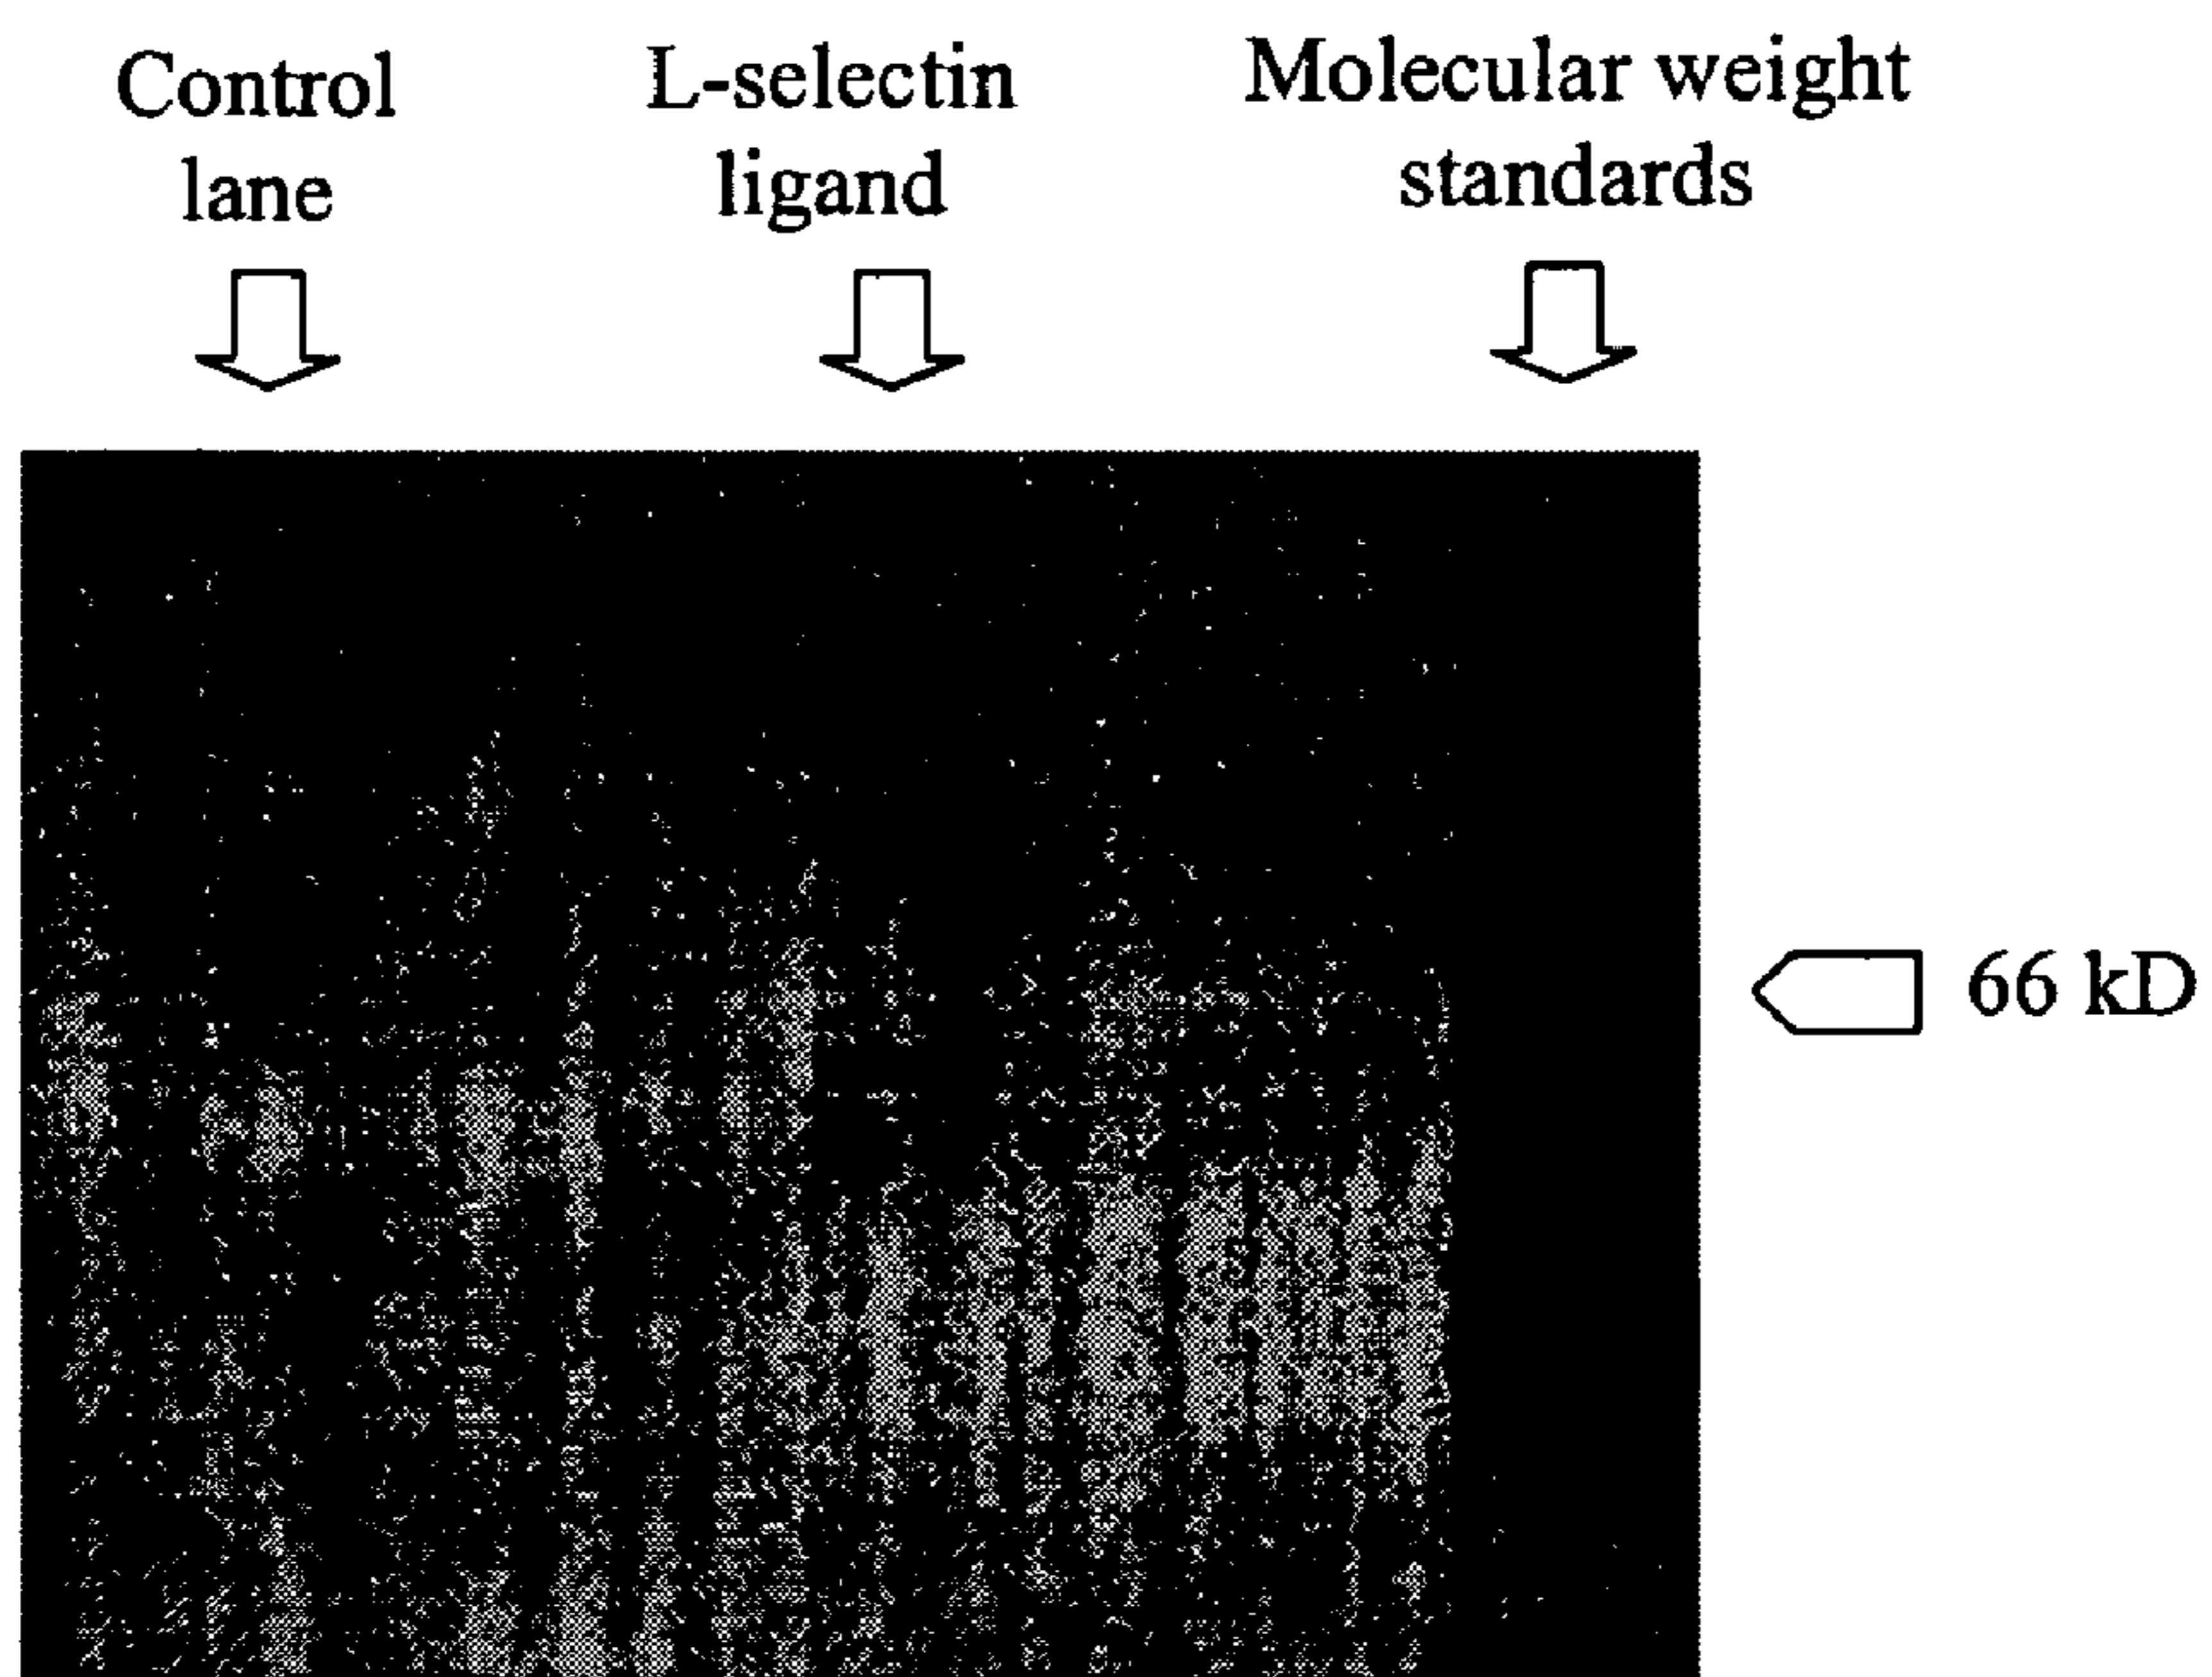 Control
lane
L-selectin
ligand
Molecular weight
standards
66 kD